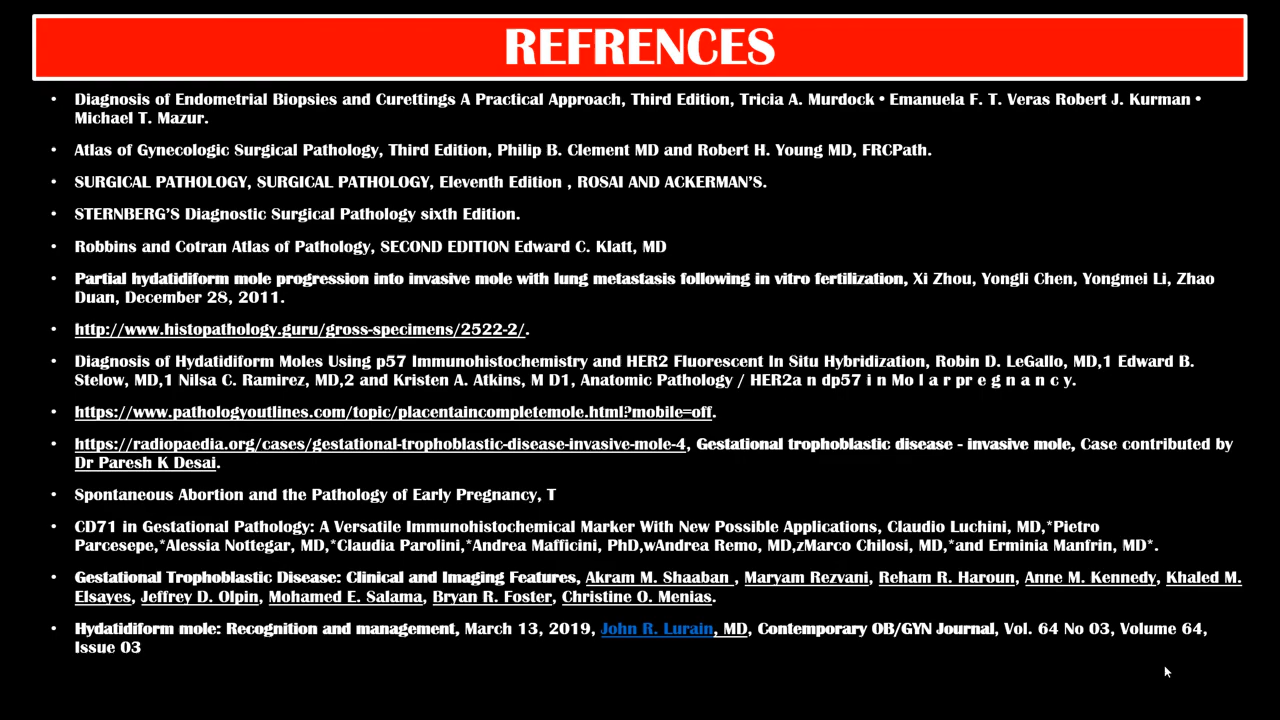 REFRENCES
• Diagnosis of Endometrial Biopsies and Curettings A Practical Approach, Third Edition, Tricia A. Murdock • Emanuela F. T. Veras Robert J. Kurman •
Michael T. Mazur.
• Atlas of Gynecologic Surgical Pathology, Third Edition, Philip B. Clement MD and Robert H. Young MD, FRCPath.
• SURGICAL PATHOLOGY, SURGICAL PATHOLOGY, Eleventh Edition , ROSAI AND ACKERMAN'S.
• STERNBERG'S Diagnostic Surgical Pathology sixth Edition.
• Robbins and Cotran Atlas of Pathology, SECOND EDITION Edward C. Klatt, MD
• Partial hydatidiform mole progression into invasive mole with lung metastasis following in vitro fertilization, Xi Zhou, Yongli Chen, Yongmei Li, Zhao
Duan, December 28, 2011.
• http://www.histopathology.guru/gross-specimens/2522-2/.
• Diagnosis of Hydatidiform Moles Using p57 Immunohistochemistry and HER2 Fluorescent In Situ Hybridization, Robin D. LeGallo, MD,1 Edward B.
Stelow, MD,1 Nilsa C. Ramirez, MD,2 and Kristen A. Atkins, M D1, Anatomic Pathology / HER2a n dp57 i n Mo l a r pr e g n a n c y.
• https://www.pathologyoutlines.com/topic/placentaincompletemole.html?mobile=off.
• https://radiopaedia.org/cases/gestational-trophoblastic-disease-invasive-mole-4, Gestational trophoblastic disease - invasive mole, Case contributed by
Dr Paresh K Desai.
• Spontaneous Abortion and the Pathology of Early Pregnancy, T
• CD71 in Gestational Pathology: A Versatile Immunohistochemical Marker With New Possible Applications, Claudio Luchini, MD,*Pietro
Parcesepe,*Alessia Nottegar, MD,*Claudia Parolini,*Andrea Mafficini, PhD,wAndrea Remo, MD,zMarco Chilosi, MD,*and Erminia Manfrin, MD*.
• Gestational Trophoblastic Disease: Clinical and Imaging Features, Akram M. Shaaban , Maryam Rezvani, Reham R. Haroun, Anne M. Kennedy, Khaled M.
Elsayes, Jeffrey D. Olpin, Mohamed E. Salama, Bryan R. Foster, Christine O. Menias.
• Hydatidiform mole: Recognition and management, March 13, 2019, John R. Lurain, MD, Contemporary OB/GYN Journal, Vol. 64 No 03, Volume 64,
Issue 03